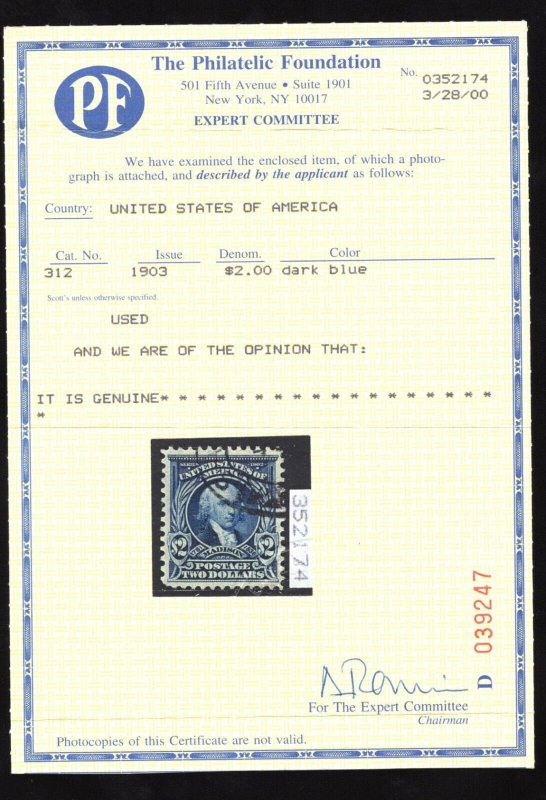 PF
The Philatelic Foundation
501 Fifth Avenue • Suite 1901
New York, NY 10017
EXPERT COMMITTEE
No. 0352174
3/28/00
We have examined the enclosed item, of which a photo-
graph is attached, and described by the applicant as follows:
Country: UNITED STATES OF AMERICA
Cat. No. Issue Denom. Color
312 1903 $2.00 dark blue
Scott's unless otherwise specified.
USED
AND WE ARE OF THE OPINION THAT:
IT IS GENUINE* * * * * * * * * * * * * * * * * *
*
SERIES 1902
UNITED STATES OF
AMERICA
MADISON
$2 $2
POSTAGE
TWO DOLLARS
352174
D 039247
For The Expert Committee
Chairman
Photocopies of this Certificate are not valid.